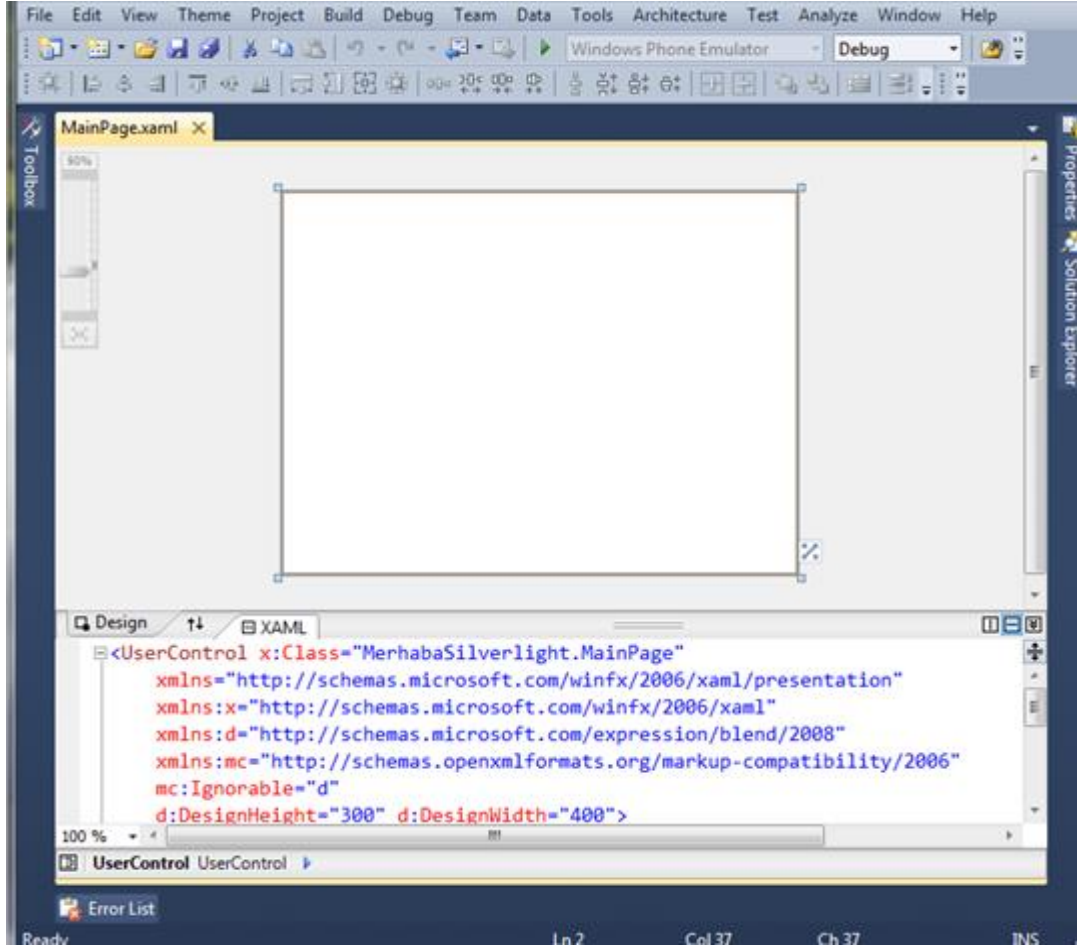 File Edit View Theme Project Build Debug Team Data Tools Architecture Test Analyze Window Help
Windows Phone Emulator Debug
MainPage.xaml
Toolbox
Properties
Solution Explorer
Design XAML
<UserControl x:Class="MerhabaSilverlight.MainPage"
xmlns="http://schemas.microsoft.com/winfx/2006/xaml/presentation"
xmlns:x="http://schemas.microsoft.com/winfx/2006/xaml"
xmlns:d="http://schemas.microsoft.com/expression/blend/2008"
xmlns:mc="http://schemas.openxmlformats.org/markup-compatibility/2006"
mc:Ignorable="d"
d:DesignHeight="300" d:DesignWidth="400">
100 %
UserControl UserControl
Error List
Ready Ln 2 Col 37 Ch 37 INS